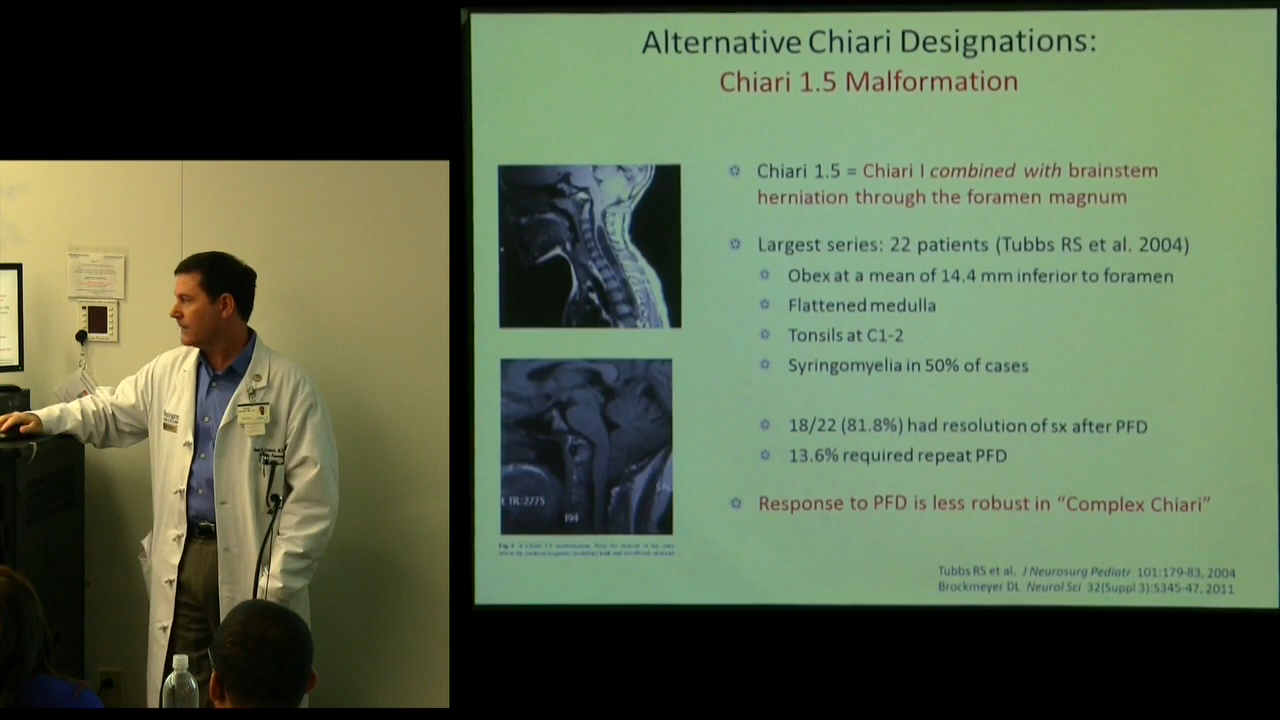 Alternative Chiari Designations:
Chiari 1.5 Malformation
Chiari 1.5 = Chiari I combined with brainstem
herniation through the foramen magnum
Largest series: 22 patients (Tubbs RS et al. 2004)
Obex at a mean of 14.4 mm inferior to foramen
Flattened medulla
Tonsils at C1-2
Syringomyelia in 50% of cases
18/22 (81.8%) had resolution of sx after PFD
13.6% required repeat PFD
Response to PFD is less robust in “Complex Chiari”
TR:2775
194
Tubbs RS et al. J Neurosurg Pediatr 101:179-83, 2004
Brockmeyer DL Neurol Sci 32(Suppl 3):S345-47, 2011